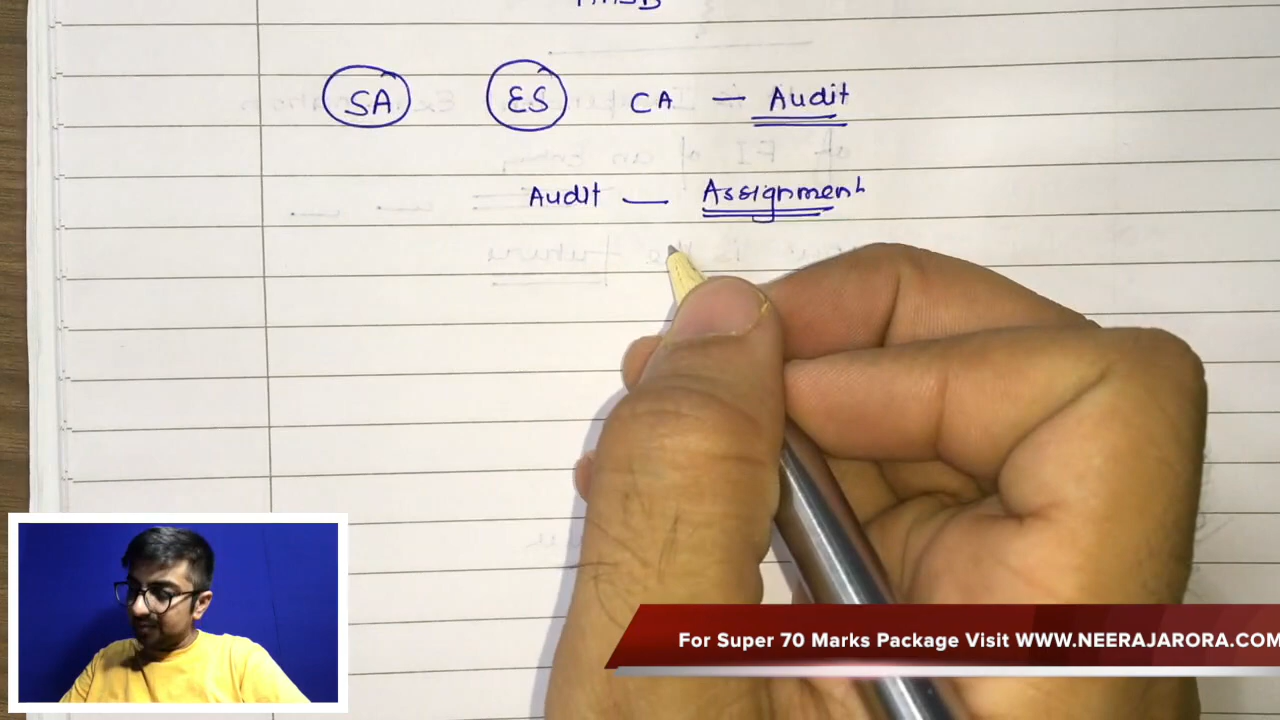 SA ES CA — Audit
Audit — Assignment
For Super 70 Marks Package Visit WWW.NEERAJARORA.COM